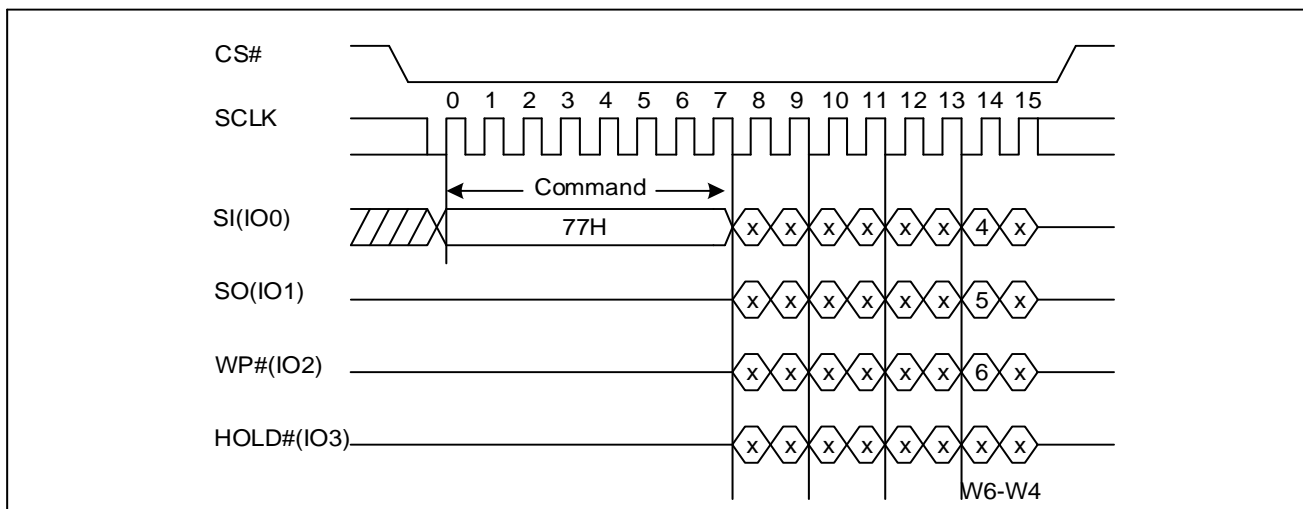 CS#
0 1 2 3 4 5 6 7 8 9 10 11 12 13 14 15
SCLK
Command
SI(IO0) 77H x x x x x x 4 x
SO(IO1) x x x x x x 5 x
WP#(IO2) x x x x x x 6 x
HOLD#(IO3) x x x x x x x x
W6-W4